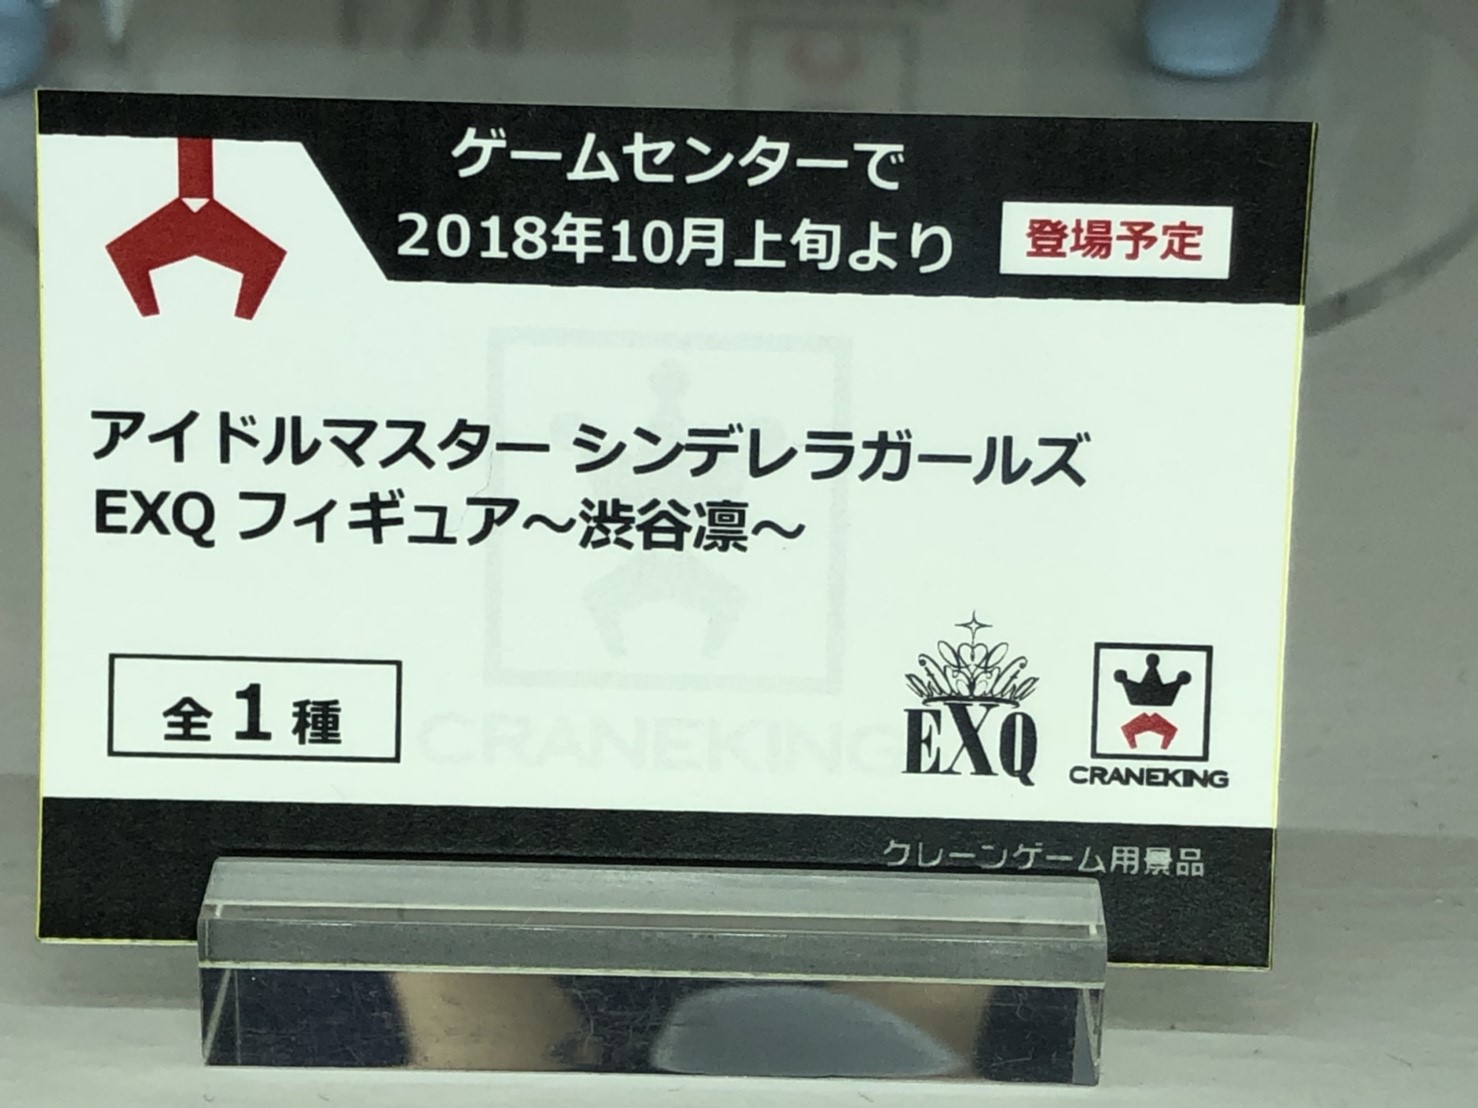 ゲームセンターで
2018年10月上旬より
登場予定
アイドルマスター シンデレラガールズ
EXQ フィギュア～渋谷凛～
全1種
EXQ
CRANEKING
CRANEKING
クレーンゲーム用景品